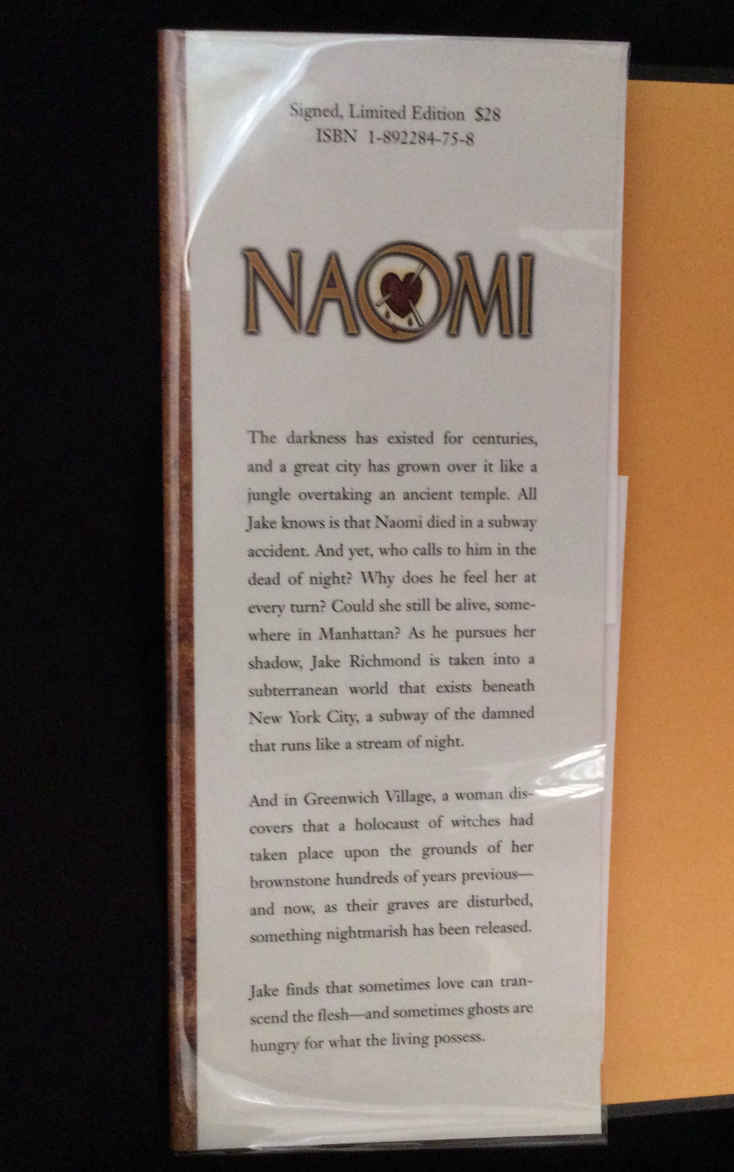 Signed, Limited Edition $28
ISBN 1-892284-75-8
NAOMI
The darkness has existed for centuries,
and a great city has grown over it like a
jungle overtaking an ancient temple. All
Jake knows is that Naomi died in a subway
accident. And yet, who calls to him in the
dead of night? Why does he feel her at
every turn? Could she still be alive, some-
where in Manhattan? As he pursues her
shadow, Jake Richmond is taken into a
subterranean world that exists beneath
New York City, a subway of the damned
that runs like a stream of night.
And in Greenwich Village, a woman dis-
covers that a holocaust of witches had
taken place upon the grounds of her
brownstone hundreds of years previous—
and now, as their graves are disturbed,
something nightmarish has been released.
Jake finds that sometimes love can tran-
scend the flesh—and sometimes ghosts are
hungry for what the living possess.